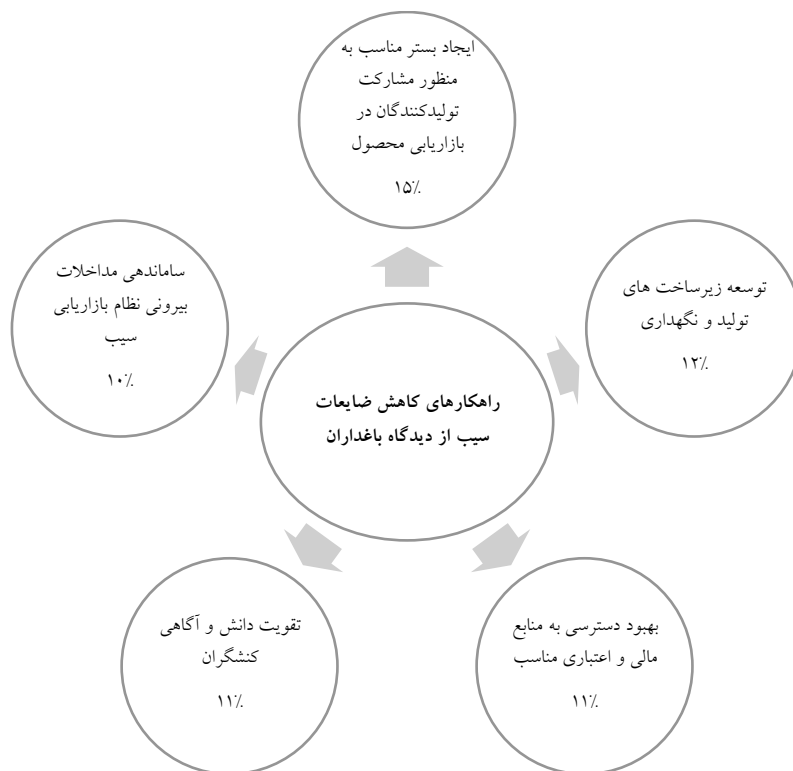 ایجاد بستر مناسب به
منظور مشارکت
تولیدکنندگان در
بازاریابی محصول
۱۵٪
توسعه زیرساخت های
تولید و نگهداری
۱۲٪
ساماندهی مداخلات
بیرونی نظام بازاریابی
سیب
۱۰٪
راهکارهای کاهش ضایعات
سیب از دیدگاه باغداران
بهبود دسترسی به منابع
مالی و اعتباری مناسب
۱۱٪
تقویت دانش و آگاهی
کنشگران
۱۱٪